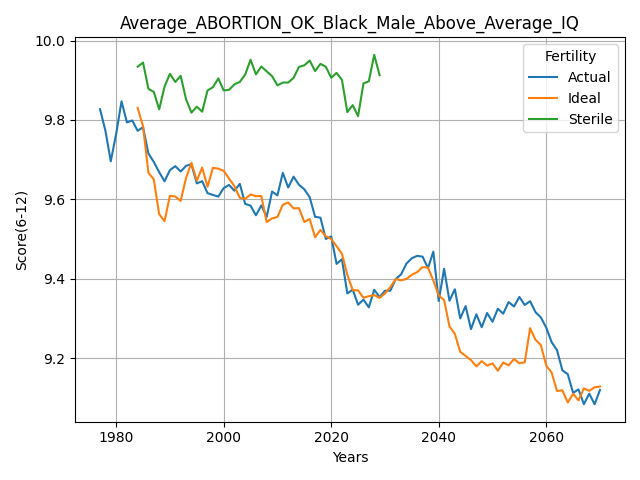 Average_ABORTION_OK_Black_Male_Above_Average_IQ
Score(6-12)
10.0
9.8
9.6
9.4
9.2
Fertility
Actual
Ideal
Sterile
1980
2000
2020
2040
2060
Years